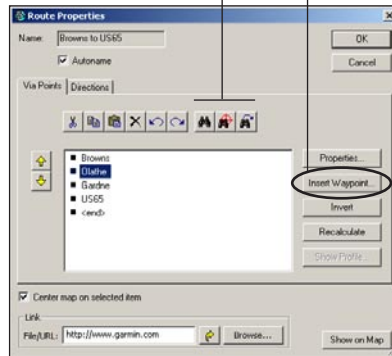 Route Properties
Name: Browns to US65
OK
Autoname
Cancel
Via Points
Directions
Browns
Olathe
Gardne
US65
<end>
Properties...
Insert Waypoint...
Invert
Recalculate
Show Profile...
Center map on selected item
Link
File/URL: http://www.garmin.com
Browse...
Show on Map